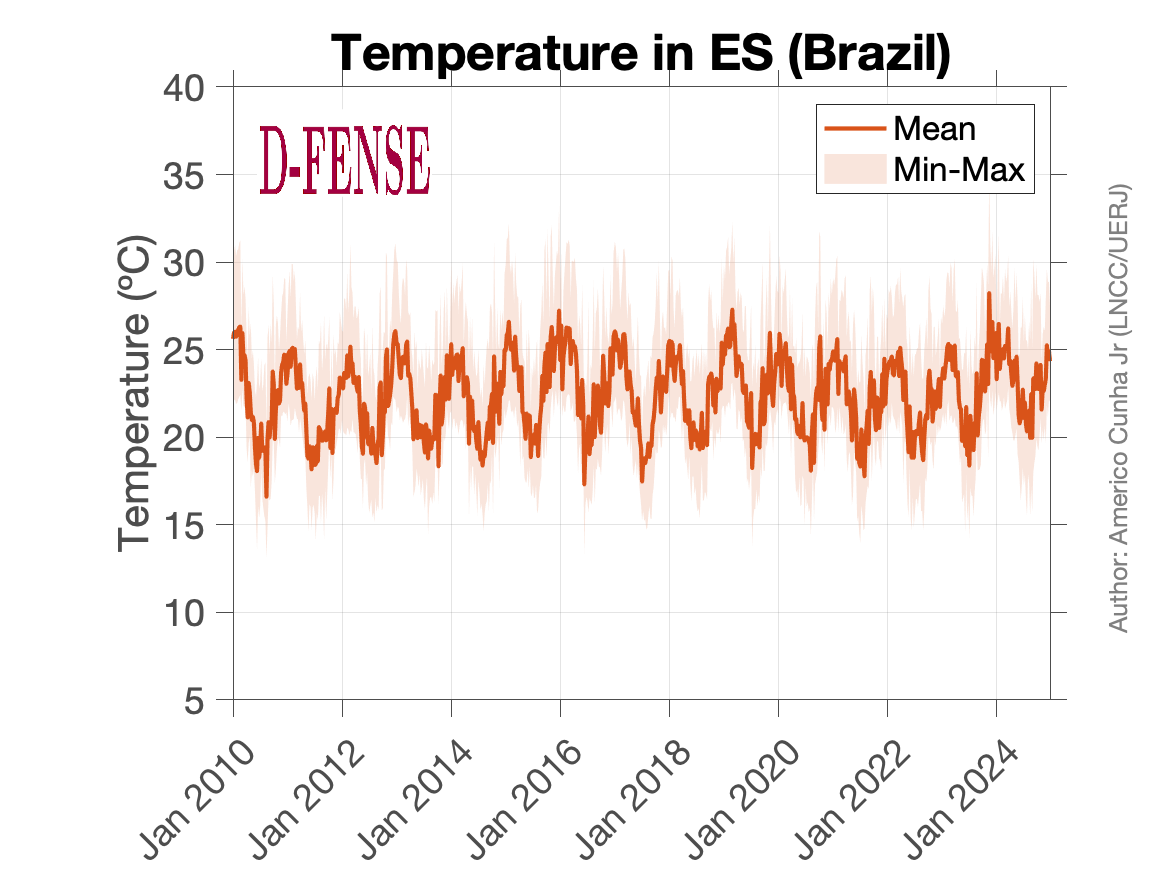 Temperature in ES (Brazil)
D-FENSE
Mean
Min-Max
Temperature (ºC)
40
35
30
25
20
15
10
5
Jan 2010
Jan 2012
Jan 2014
Jan 2016
Jan 2018
Jan 2020
Jan 2022
Jan 2024
Author: Americo Cunha Jr (LNCC/UERJ)